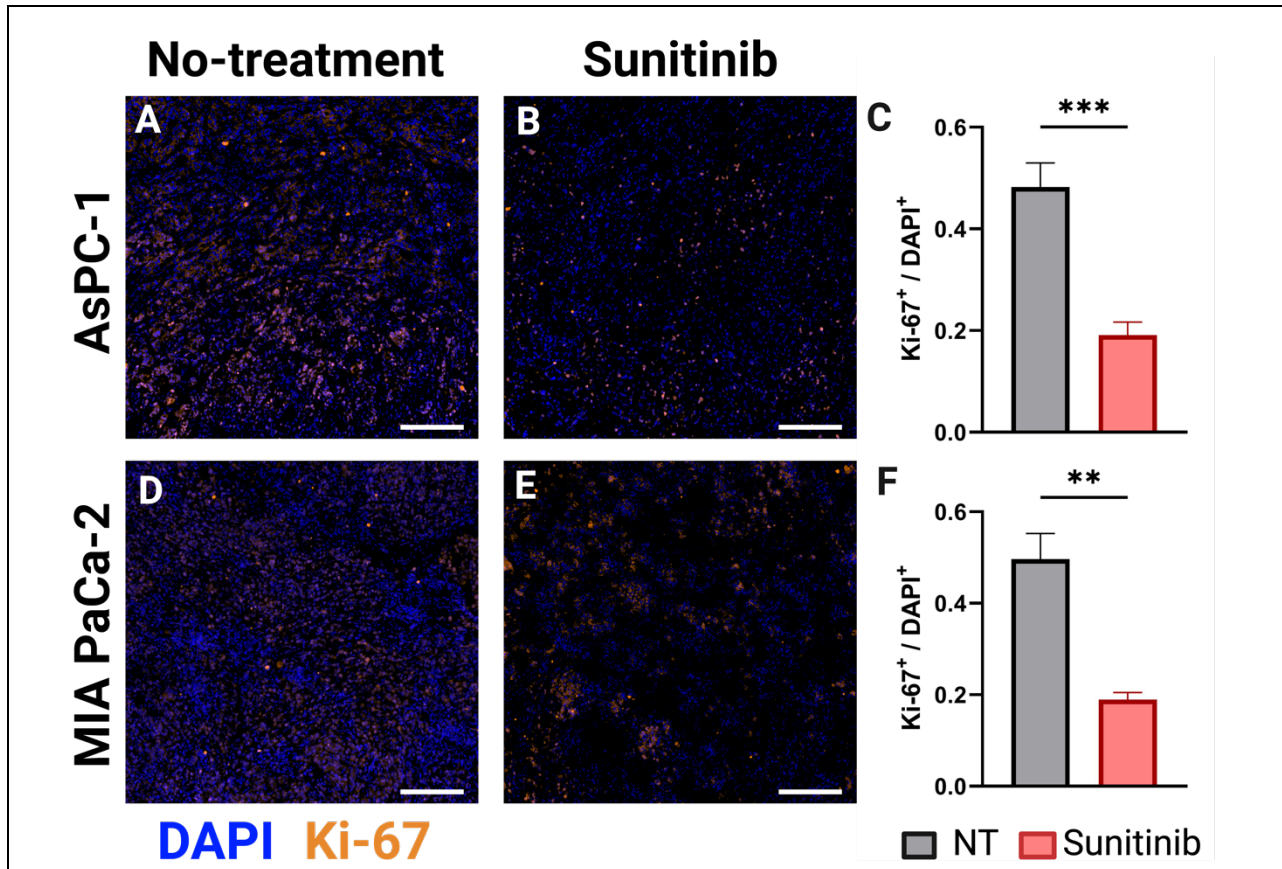 No-treatment Sunitinib
AsPC-1
A
B
C
***
0.6
0.4
0.2
0.0
Ki-67⁺ / DAPI⁺
MIA PaCa-2
D
E
F
**
0.6
0.4
0.2
0.0
Ki-67⁺ / DAPI⁺
DAPI Ki-67
NT Sunitinib